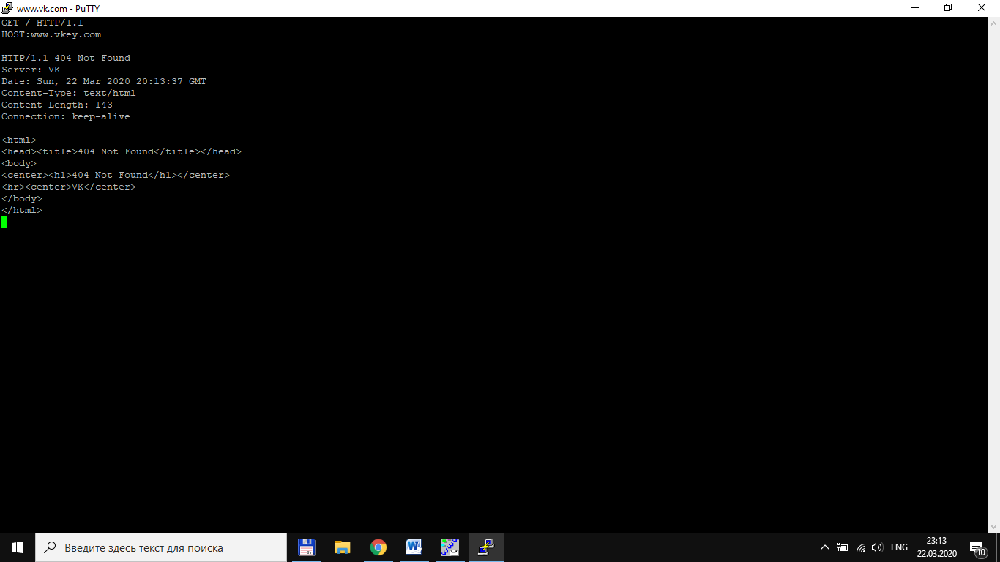 www.vk.com - PuTTY
GET / HTTP/1.1
HOST:www.vkey.com
HTTP/1.1 404 Not Found
Server: VK
Date: Sun, 22 Mar 2020 20:13:37 GMT
Content-Type: text/html
Content-Length: 143
Connection: keep-alive
<html>
<head><title>404 Not Found</title></head>
<body>
<center><h1>404 Not Found</h1></center>
<hr><center>VK</center>
</body>
</html>
Введите здесь текст для поиска
ENG
23:13
22.03.2020
10